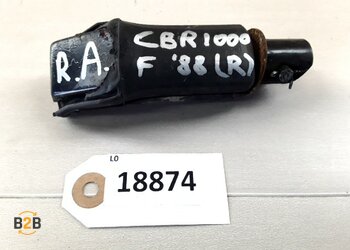 R.A.
CBR1000
F '88 (R)
LO
18874
B2B